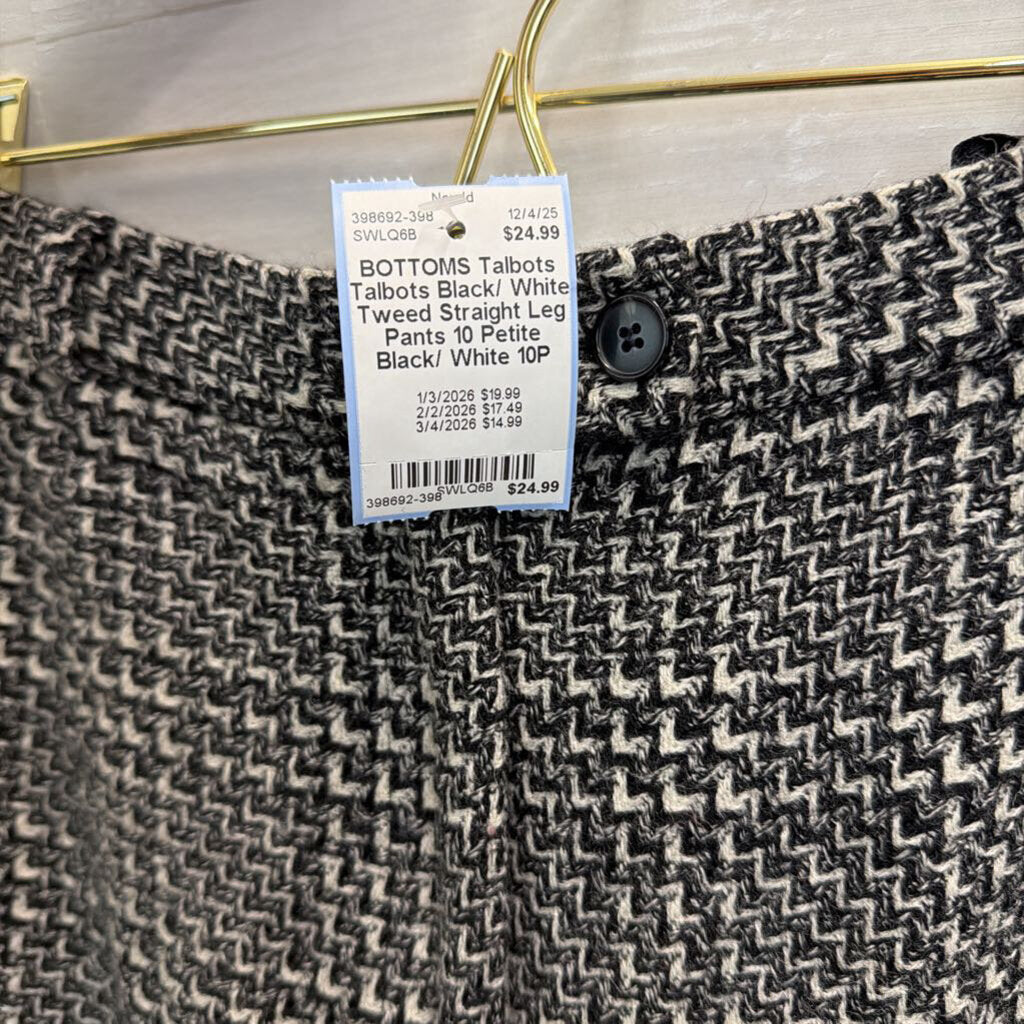 398692-398 12/4/25
SWLQ6B $24.99
BOTTOMS Talbots
Talbots Black/ White
Tweed Straight Leg
Pants 10 Petite
Black/ White 10P
1/3/2026 $19.99
2/2/2026 $17.49
3/4/2026 $14.99
SWLQ6B $24.99
398692-398